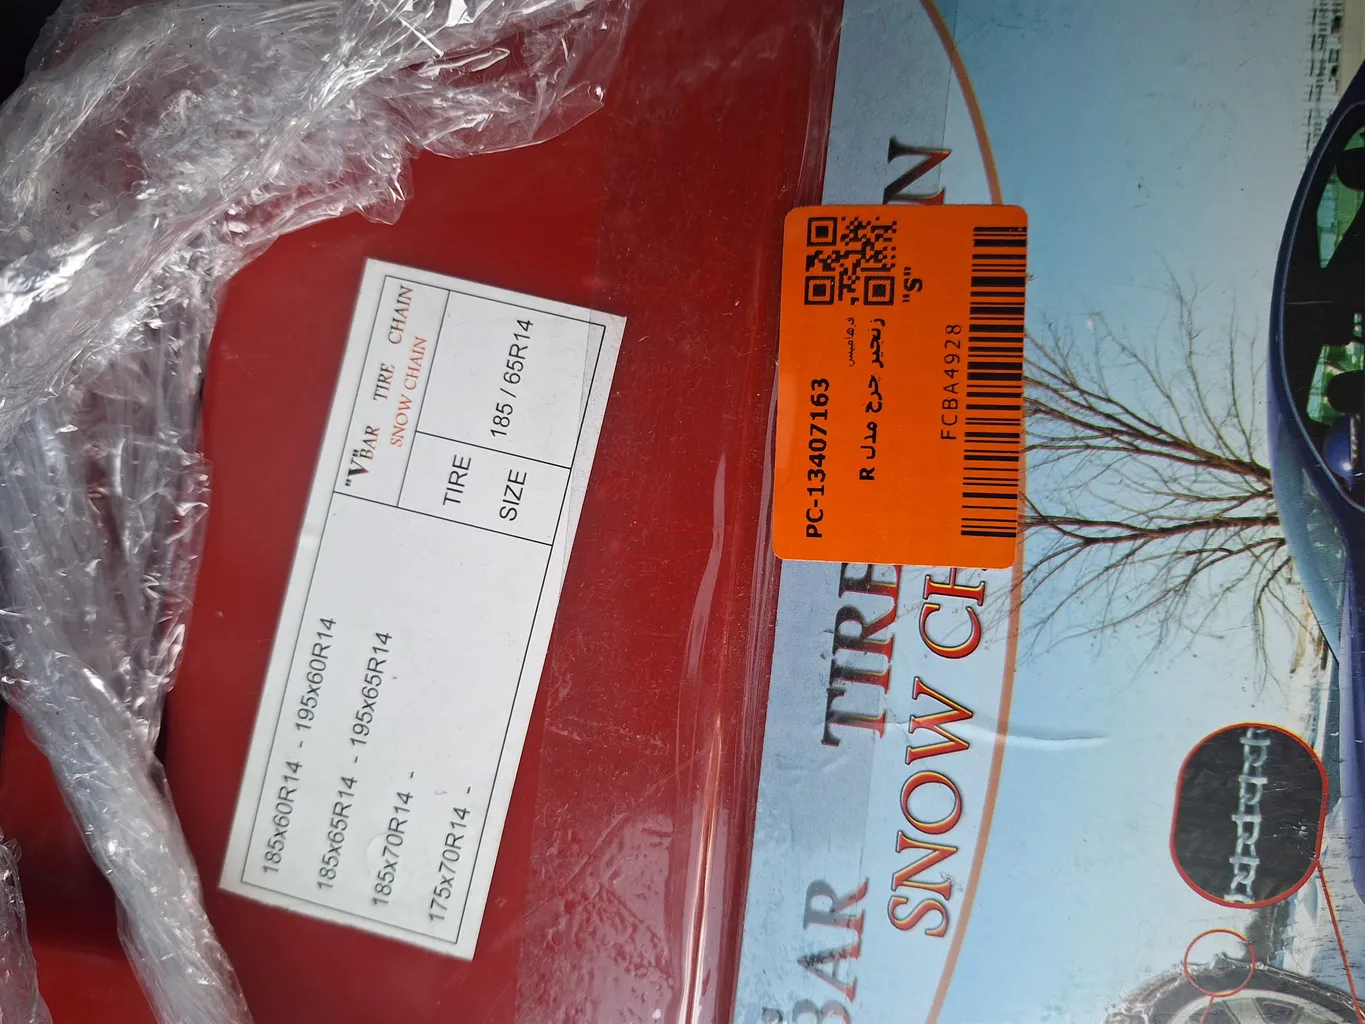 "V"
BAR TIRE CHAIN
SNOW CHAIN
TIRE
SIZE
185 / 65R14
185x60R14 - 195x60R14
185x65R14 - 195x65R14
185x70R14 -
175x70R14 -
PC-13407163
زنجیر چرخ مدل R
"S"
FCBA4928
BAR TIRE
SNOW CH